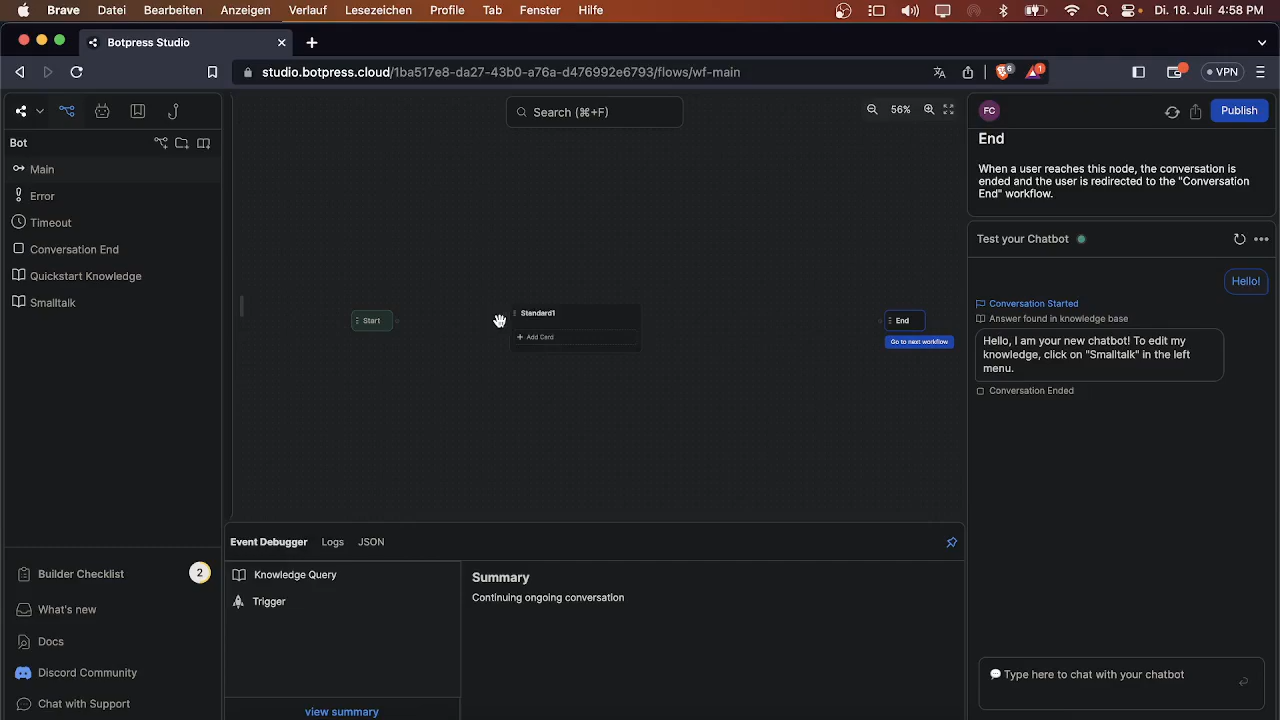 Brave Datei Bearbeiten Anzeigen Verlauf Lesezeichen Profile Tab Fenster Hilfe Di. 18. Juli 4:58 PM
Botpress Studio
studio.botpress.cloud/1ba517e8-da27-43b0-a76a-d476992e6793/flows/wf-main
6
1
VPN
Bot
Main
Error
Timeout
Conversation End
Quickstart Knowledge
Smalltalk
Builder Checklist
2
What's new
Docs
Discord Community
Chat with Support
Search (⌘+F)
56%
Start
Standard1
+ Add Card
End
Go to next workflow
Event Debugger Logs JSON
Knowledge Query
Trigger
view summary
Summary
Continuing ongoing conversation
FC
Publish
End
When a user reaches this node, the conversation is
ended and the user is redirected to the "Conversation
End" workflow.
Test your Chatbot
Hello!
Conversation Started
Answer found in knowledge base
Hello, I am your new chatbot! To edit my
knowledge, click on "Smalltalk" in the left
menu.
Conversation Ended
💬 Type here to chat with your chatbot